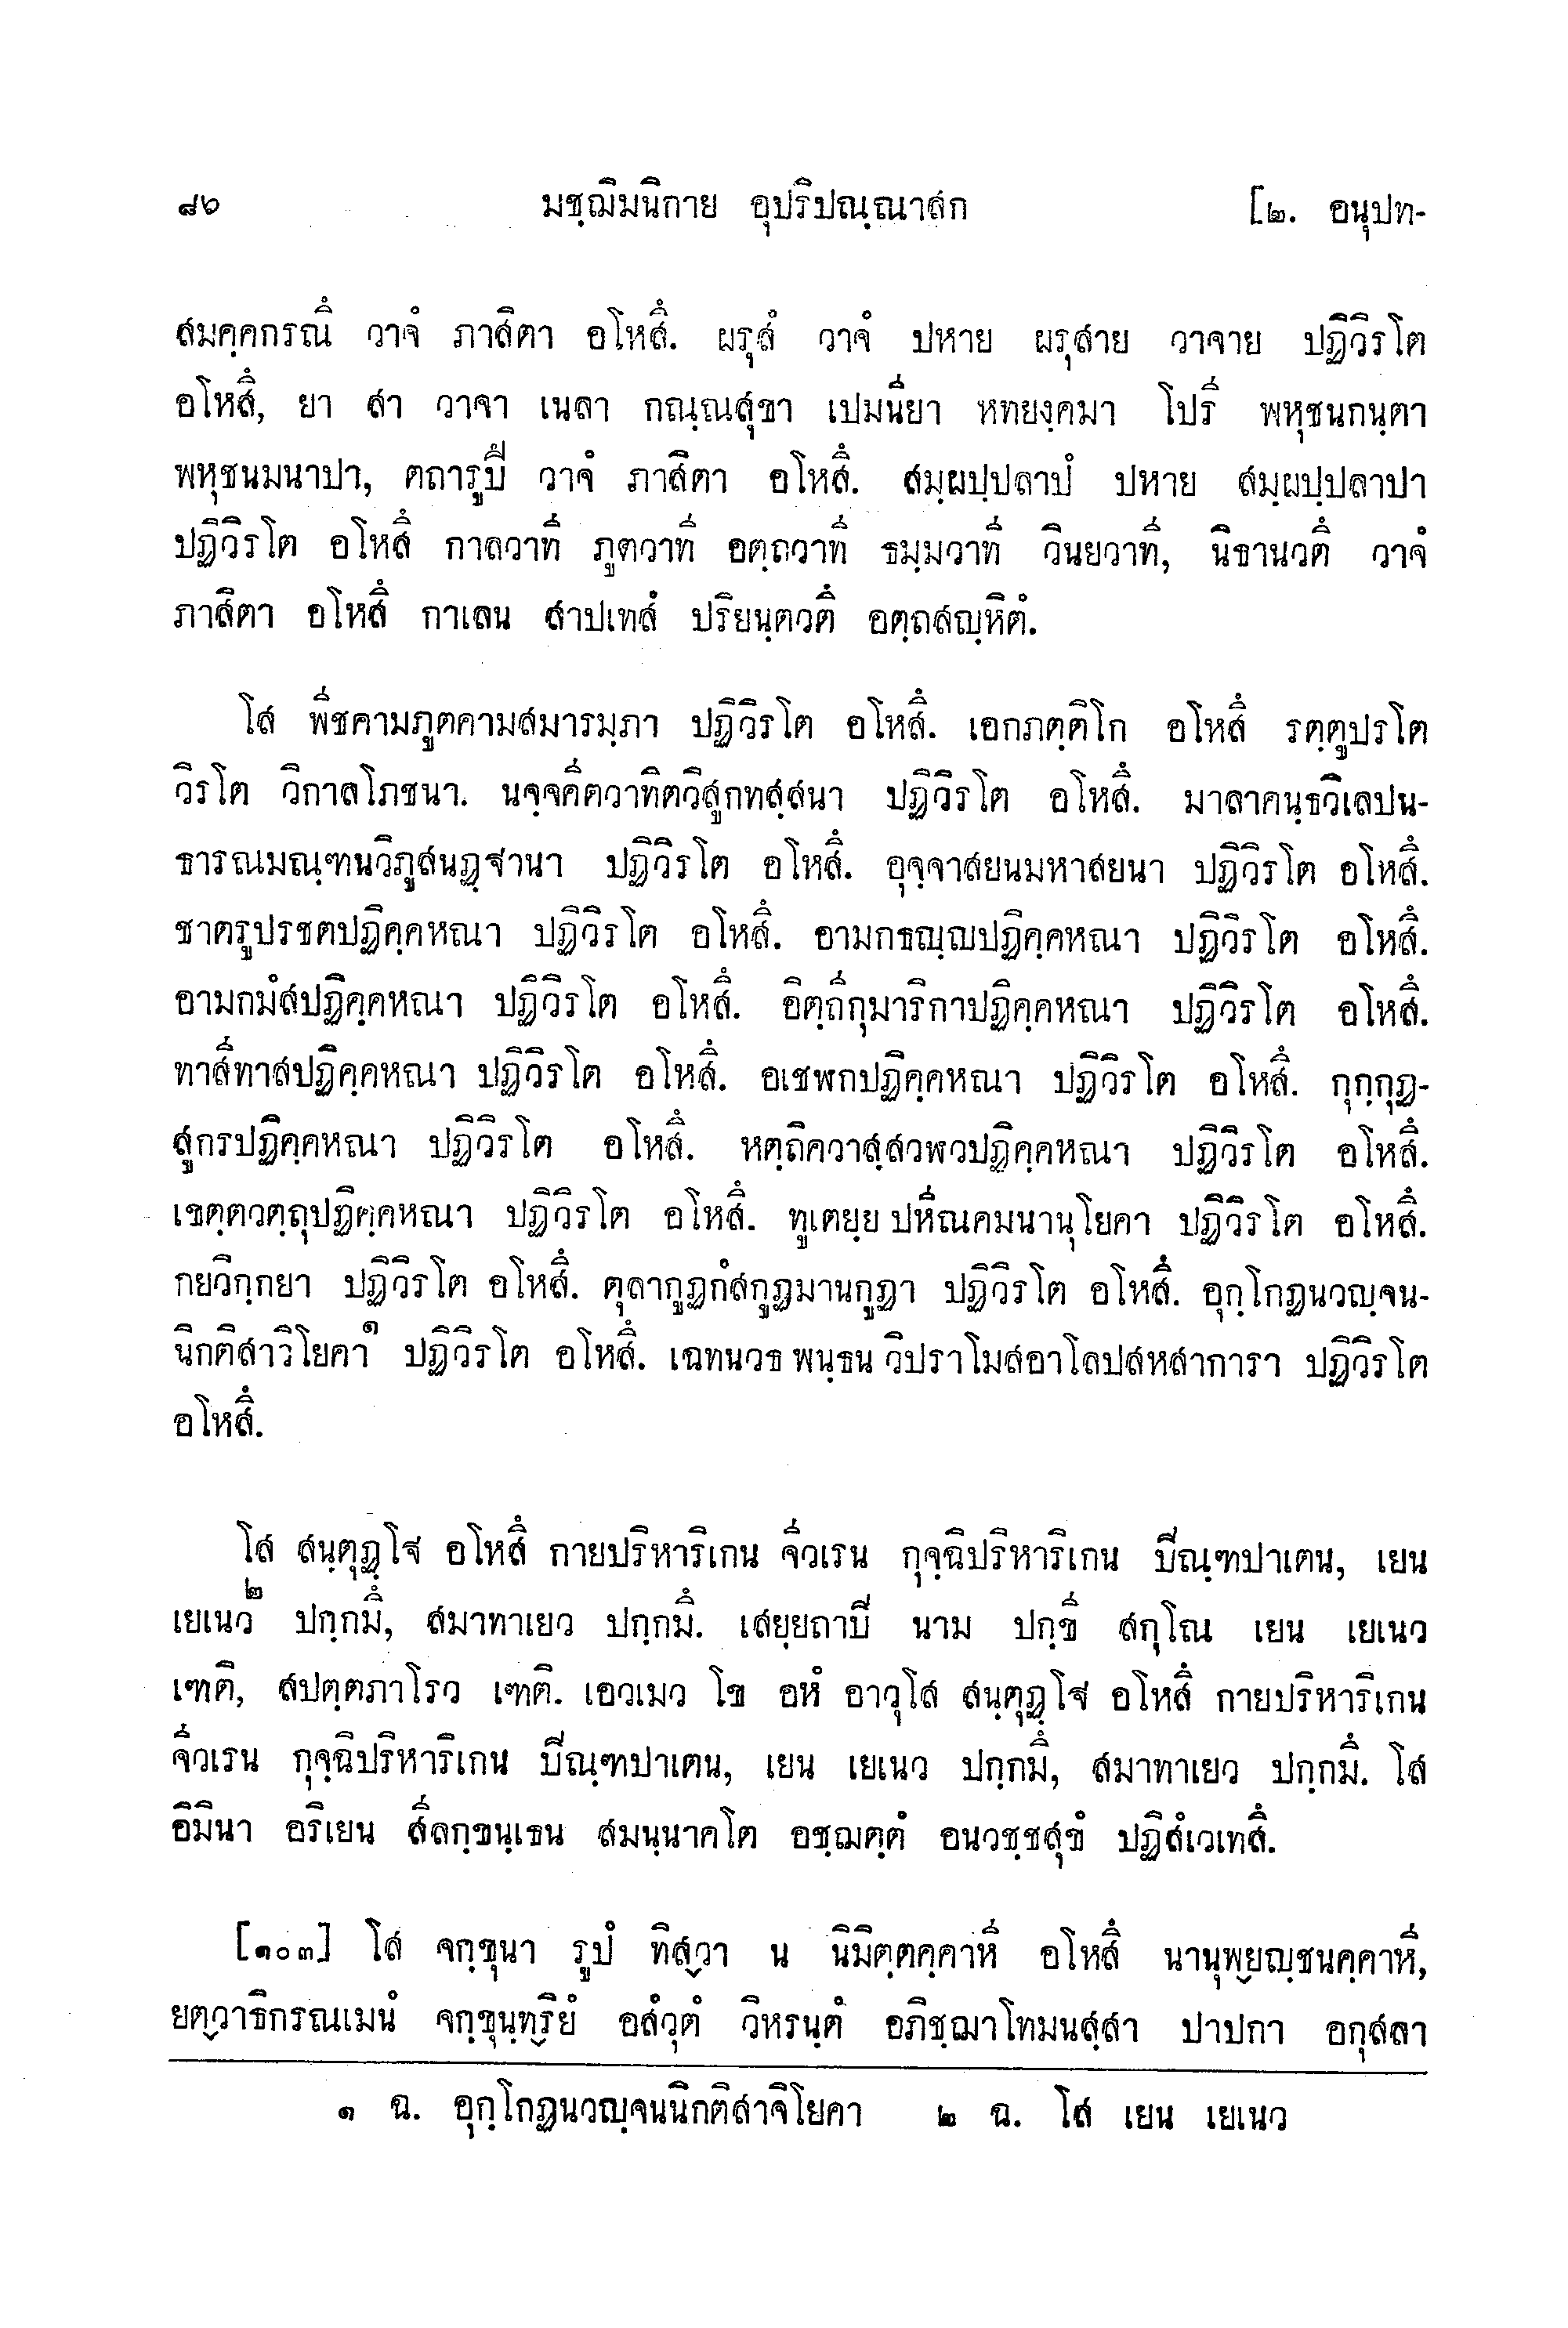 ๘๖ มชฺฌิมนิกาย อุปริปณฺณาสก [๒. อนุปท-
สมคฺคกรณึ วาจํ ภาสิตา อโหสึ. ผรุสํ วาจํ ปหาย ผรุสาย วาจาย ปฏิวิรโต
อโหสึ, ยา สา วาจา เนลา กณฺณสุขา เปมนียา หทยงฺคมา โปรี พหุชนกนฺตา
พหุชนมนาปา, ตถารูปึ วาจํ ภาสิตา อโหสึ. สมฺผปฺปลาปํ ปหาย สมฺผปฺปลาปา
ปฏิวิรโต อโหสึ กาลวาที ภูตวาที อตฺถวาที ธมฺมวาที วินยวาที, นิธานวตึ วาจํ
ภาสิตา อโหสึ กาเลน สาปเทสํ ปริยนฺตวตึ อตฺถสญฺหิตํ.
โส พีชคามภูตคามสมารมฺภา ปฏิวิรโต อโหสึ. เอกภตฺติโก อโหสึ รตฺตูปรโต
วิรโต วิกาลโภชนา. นจฺจคีตวาทิตวิสูกทสฺสนา ปฏิวิรโต อโหสึ. มาลาคนฺธวิเลปน-
ธารณมณฺฑนวิภูสนฏฺฐานา ปฏิวิรโต อโหสึ. อุจฺจาสยนมหาสยนา ปฏิวิรโต อโหสึ.
ชาตรูปรชตปฏิคฺคหณา ปฏิวิรโต อโหสึ. อามกธญฺญปฏิคฺคหณา ปฏิวิรโต อโหสึ.
อามกมํสปฏิคฺคหณา ปฏิวิรโต อโหสึ. อิตฺถีกุมาริกาปฏิคฺคหณา ปฏิวิรโต อโหสึ.
ทาสีทาสปฏิคฺคหณา ปฏิวิรโต อโหสึ. อเชฬกปฏิคฺคหณา ปฏิวิรโต อโหสึ. กุกฺกุฏ-
สูกรปฏิคฺคหณา ปฏิวิรโต อโหสึ. หตฺถิควาสฺสวฬวปฏิคฺคหณา ปฏิวิรโต อโหสึ.
เขตฺตวตฺถุปฏิคฺคหณา ปฏิวิรโต อโหสึ. ทูเตยฺย ปหีณคมนานุโยคา ปฏิวิรโต อโหสึ.
กยวิกฺกยา ปฏิวิรโต อโหสึ. ตุลากูฏกํสกูฏมานกูฏา ปฏิวิรโต อโหสึ. อุกฺโกฏนวญฺจน-
นิกติสาวิโยคา๑ ปฏิวิรโต อโหสึ. เฉทนวธ พนฺธน วิปราโมสอาโลปสหสาการา ปฏิวิรโต
อโหสึ.
โส สนฺตุฏฺโฐ อโหสึ กายปริหาริเกน จีวเรน กุจฺฉิปริหาริเกน ปิณฺฑปาเตน, เยน
เยเนว๒ ปกฺกมึ, สมาทาเยว ปกฺกมึ. เสยฺยถาปิ นาม ปกฺขี สกุโณ เยน เยเนว
เฑติ, สปตฺตภาโรว เฑติ. เอวเมว โข อหํ อาวุโส สนฺตุฏฺโฐ อโหสึ กายปริหาริเกน
จีวเรน กุจฺฉิปริหาริเกน ปิณฺฑปาเตน, เยน เยเนว ปกฺกมึ, สมาทาเยว ปกฺกมึ. โส
อิมินา อริเยน สีลกฺขนฺเธน สมนฺนาคโต อชฺฌตฺตํ อนวชฺชสุขํ ปฏิสํเวเทสึ.
[๑๐๓] โส จกฺขุนา รูปํ ทิสฺวา น นิมิตฺตคฺคาหี อโหสึ นานุพฺยญฺชนคฺคาหี,
ยตฺวาธิกรณเมนํ จกฺขุนฺทฺริยํ อสํวุตํ วิหรนฺตํ อภิชฺฌาโทมนสฺสา ปาปกา อกุสลา
๑ ฉ. อุกฺโกฏนวญฺจนนิกติสาจิโยคา ๒ ฉ. โส เยน เยเนว